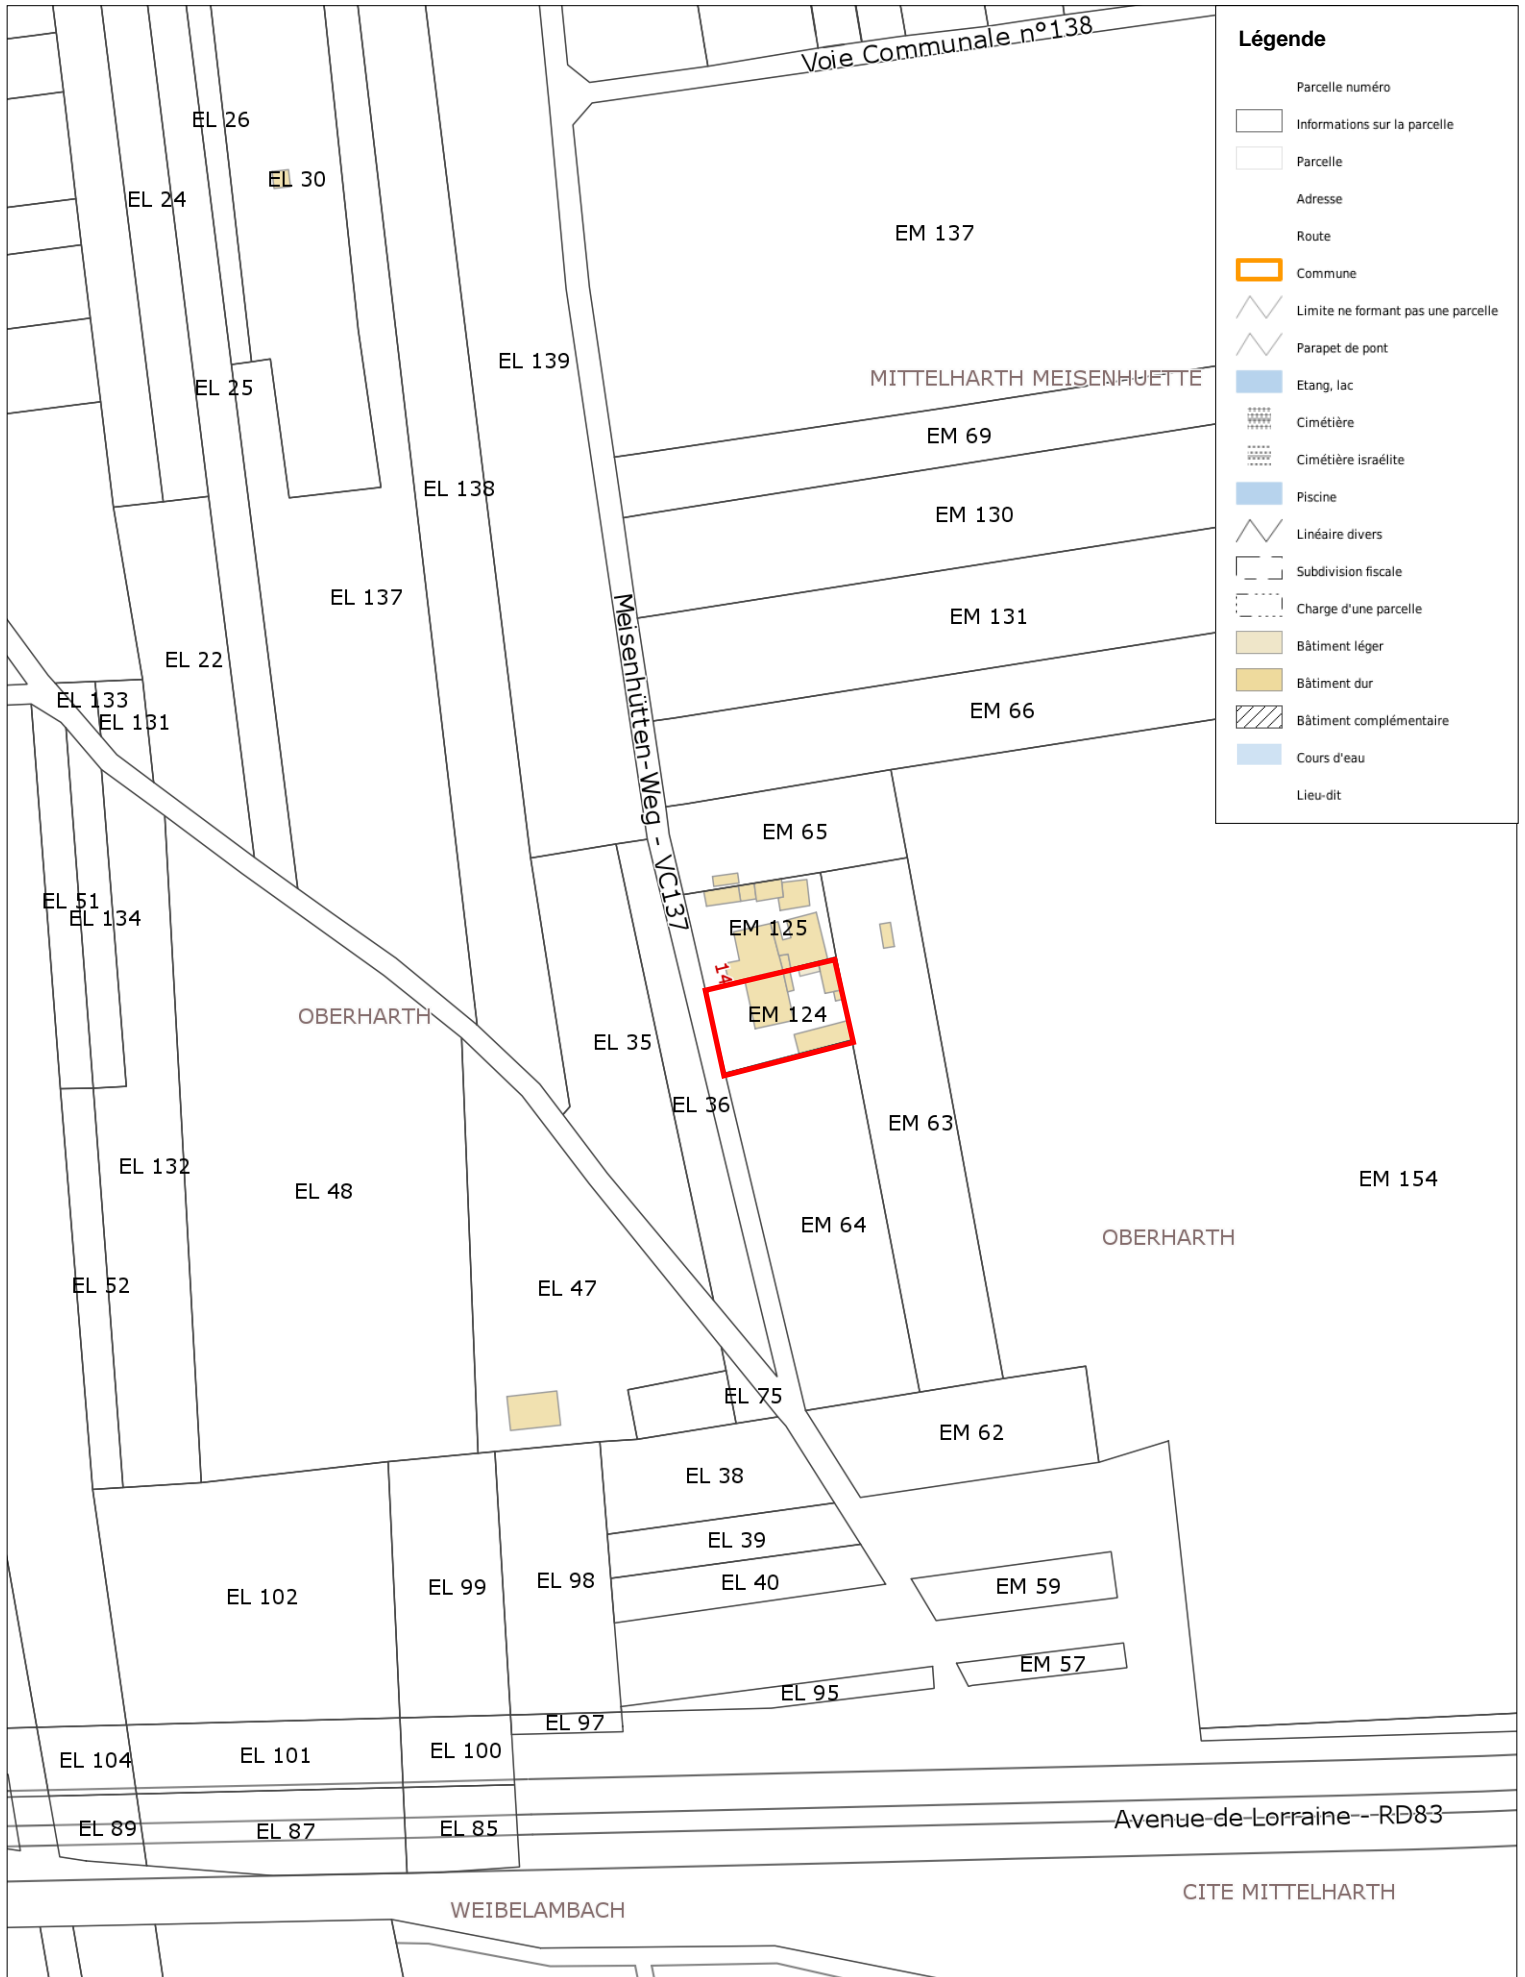 Voie Communale n°138
EL 26
EL 30
EL 24
EM 137
EL 139
MITTELHARTH MEISENHUETTE
EL 25
EM 69
EL 138
EM 130
EL 137
EM 131
Meisenhütten-Weg - VC137
EL 22
EL 133
EL 131
EM 66
EM 65
EL 51
EL 134
EM 125
14
EM 124
OBERHARTH
EL 35
EL 36
EM 63
EL 132
EL 48
EM 154
EM 64
OBERHARTH
EL 52
EL 47
EL 75
EM 62
EL 38
EL 39
EL 98
EL 40
EL 99
EL 102
EM 59
EM 57
EL 95
EL 97
EL 104
EL 101
EL 100
EL 89
EL 87
EL 85
Avenue de Lorraine - RD83
WEIBELAMBACH
CITE MITTELHARTH
Légende
Parcelle numéro
Informations sur la parcelle
Parcelle
Adresse
Route
Commune
Limite ne formant pas une parcelle
Parapet de pont
Etang, lac
Cimétière
Cimétière israélite
Piscine
Linéaire divers
Subdivision fiscale
Charge d'une parcelle
Bâtiment léger
Bâtiment dur
Bâtiment complémentaire
Cours d'eau
Lieu-dit